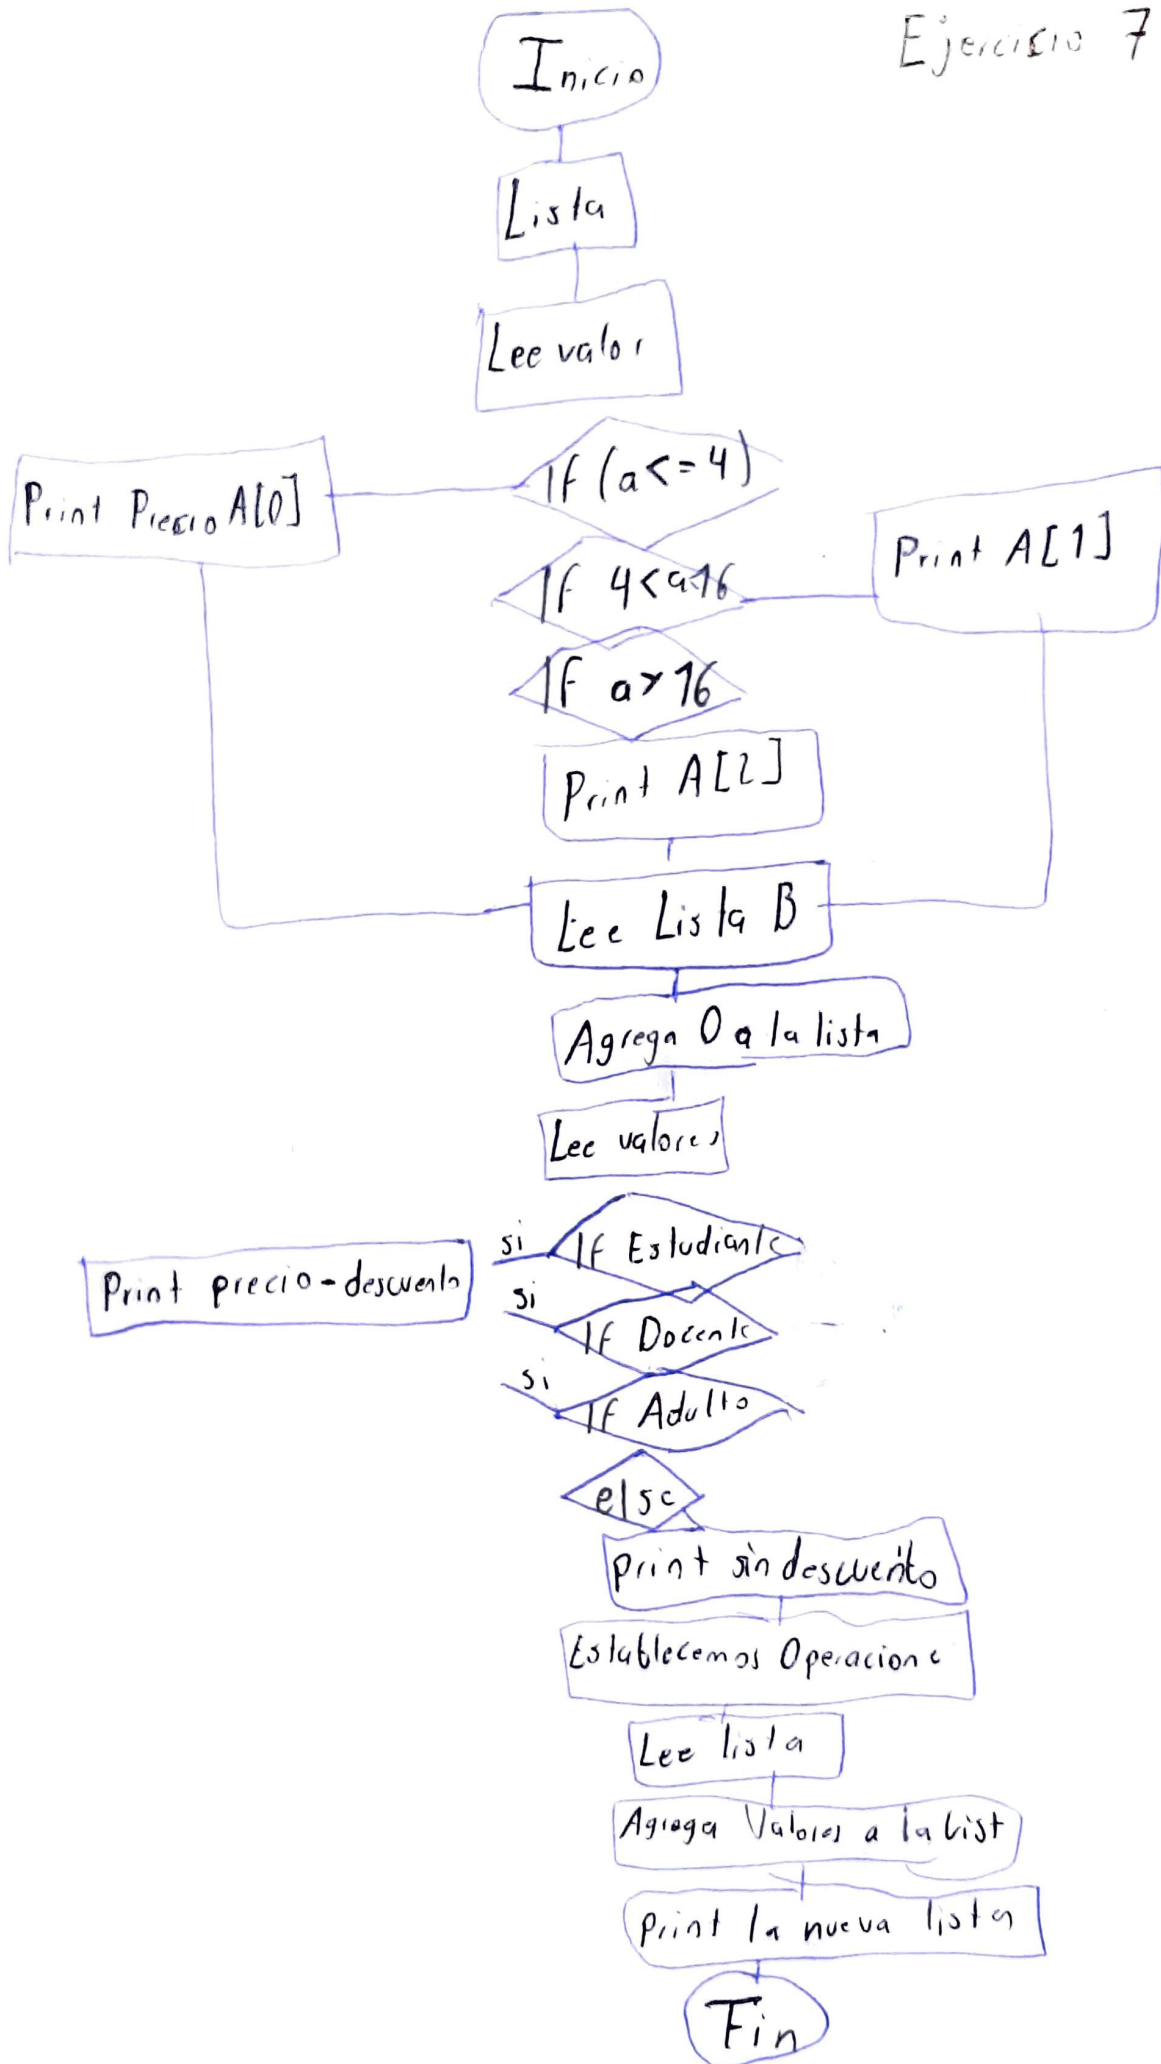 Ejercicio 7
Inicio
Lista
Lee valor
If (a<=4)
Print Precio A[0]
If 4<a<16
Print A[1]
If a>16
Print A[2]
Lee Lista B
Agrega 0 a la lista
Lee valores
si
If Estudiante
Print precio-descuento
si
If Docente
si
If Adulto
else
print sin descuento
Establecemos Operacione
Lee lista
Agrega Valores a la List
Print la nueva lista
Fin